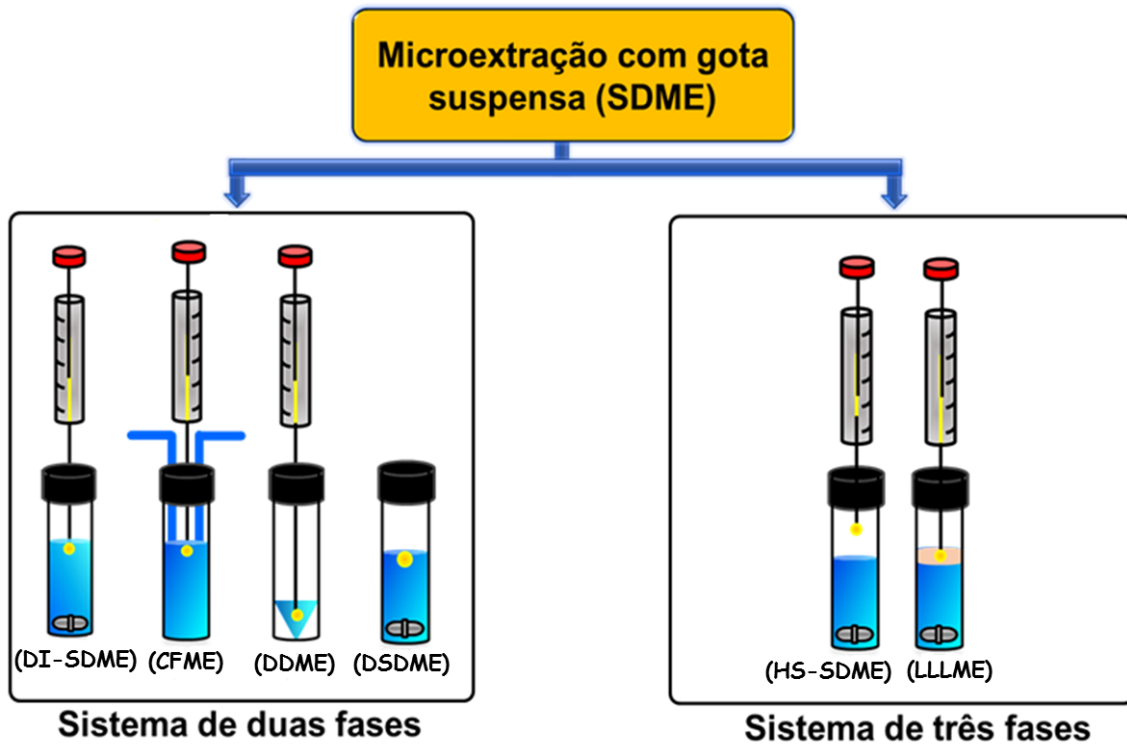 Microextração com gota
suspensa (SDME)
(DI-SDME) (CFME) (DDME) (DSDME)
Sistema de duas fases
(HS-SDME) (LLLME)
Sistema de três fases